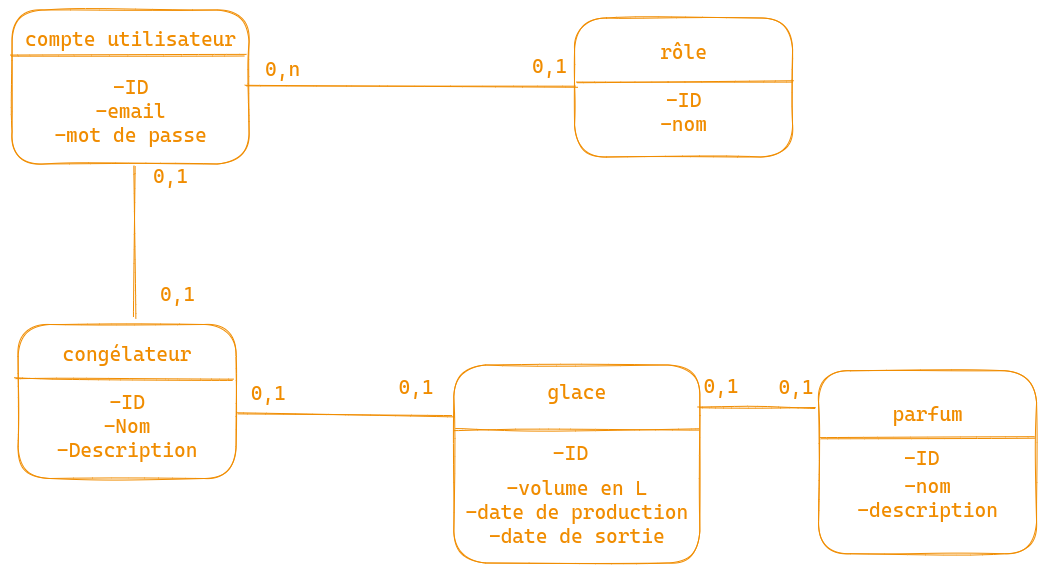 compte utilisateur
-ID
-email
-mot de passe
0,n
0,1
rôle
-ID
-nom
0,1
0,1
congélateur
-ID
-Nom
-Description
0,1
0,1
glace
-ID
-volume en L
-date de production
-date de sortie
0,1
0,1
parfum
-ID
-nom
-description